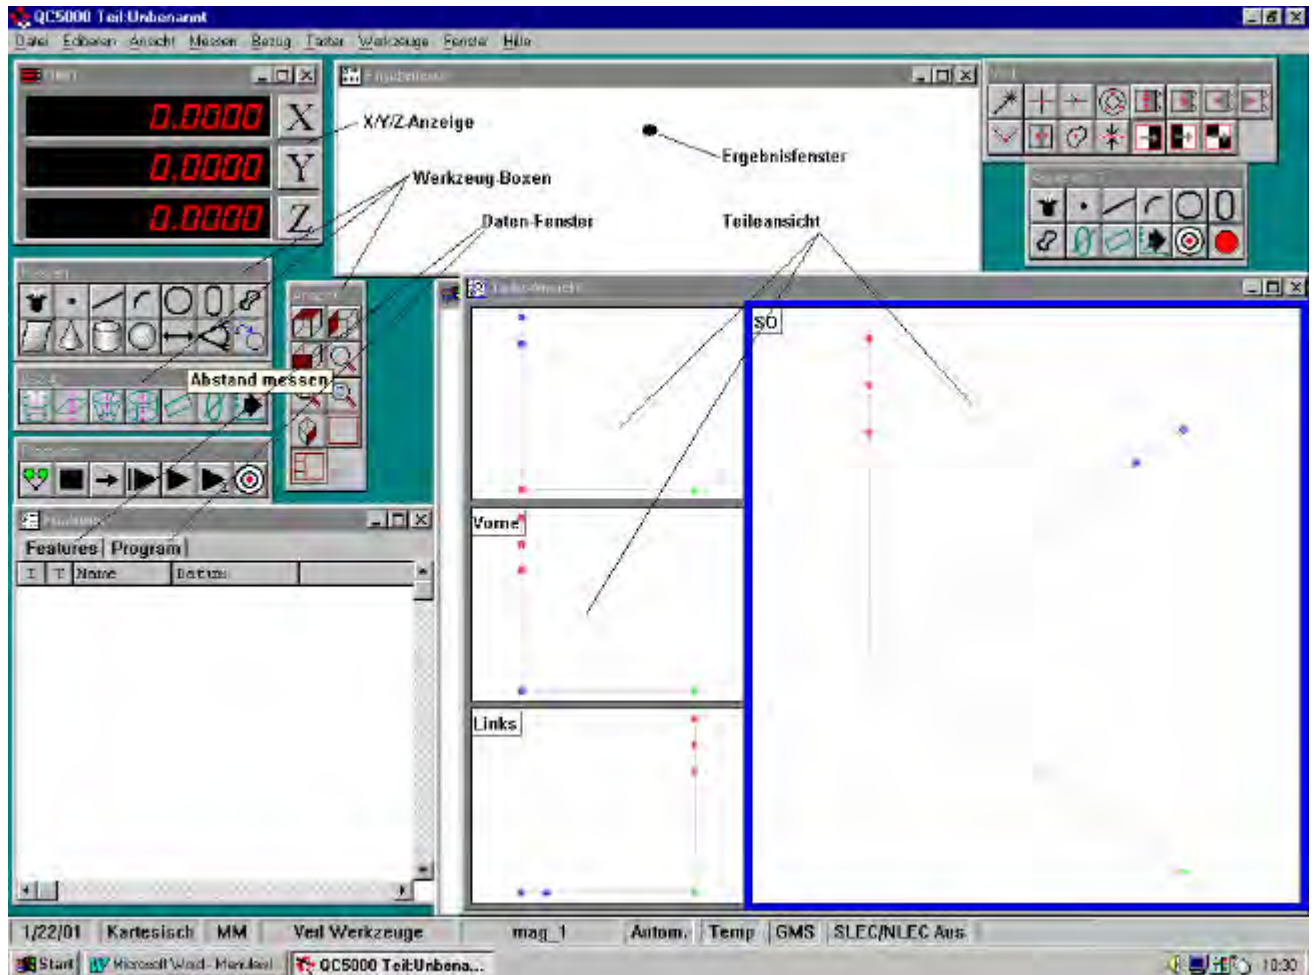 QC5000 Teil:Unbenannt
Datei Editieren Ansicht Messen Bezug Taster Werkzeuge Fenster Hilfe
0.0000 X
0.0000 Y
0.0000 Z
X/Y/Z-Anzeige
Ergebnisfenster
Werkzeug-Boxen
Daten-Fenster
Teileansicht
Abstand messen
SO
Vorne
Links
Features Program
I T Name Datum
1/22/01 Kartesisch MM Veil Werkzeuge mag_1 Autom. Temp GMS SLEC/NLEC Aus
Start Microsoft Word - QC5000 Teil:Unbena... 10:30